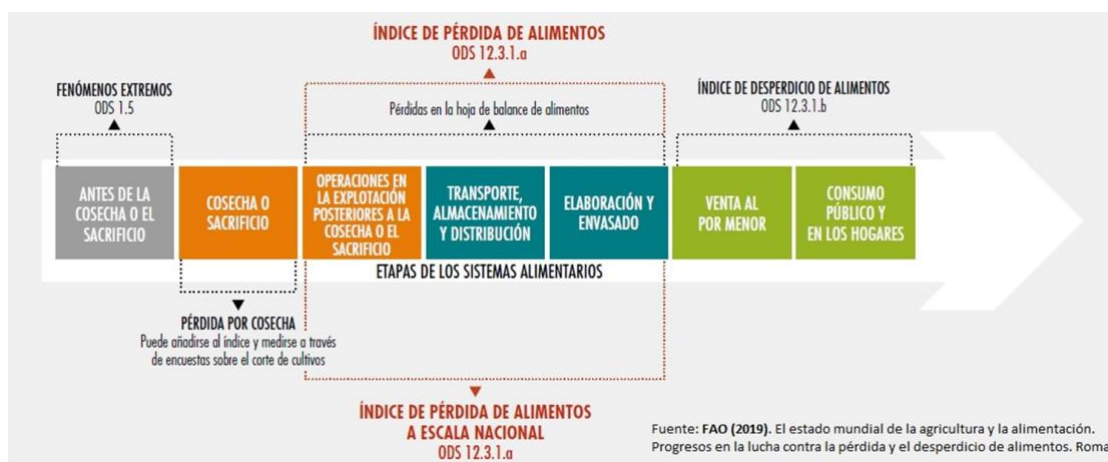 ÍNDICE DE PÉRDIDA DE ALIMENTOS
ODS 12.3.1.a
FENÓMENOS EXTREMOS
ODS 1.5
Pérdidas en la hoja de balance de alimentos
ÍNDICE DE DESPERDICIO DE ALIMENTOS
ODS 12.3.1.b
ANTES DE LA
COSECHA O EL
SACRIFICIO
COSECHA O
SACRIFICIO
OPERACIONES EN
LA EXPLOTACIÓN
POSTERIORES A LA
COSECHA O EL
SACRIFICIO
TRANSPORTE,
ALMACENAMIENTO
Y DISTRIBUCIÓN
ELABORACIÓN Y
ENVASADO
VENTA AL
POR MENOR
CONSUMO
PÚBLICO Y
EN LOS HOGARES
ETAPAS DE LOS SISTEMAS ALIMENTARIOS
PÉRDIDA POR COSECHA
Puede añadirse al índice y medirse a través
de encuestas sobre el corte de cultivos
ÍNDICE DE PÉRDIDA DE ALIMENTOS
A ESCALA NACIONAL
ODS 12.3.1.a
Fuente: FAO (2019). El estado mundial de la agricultura y la alimentación.
Progresos en la lucha contra la pérdida y el desperdicio de alimentos. Roma